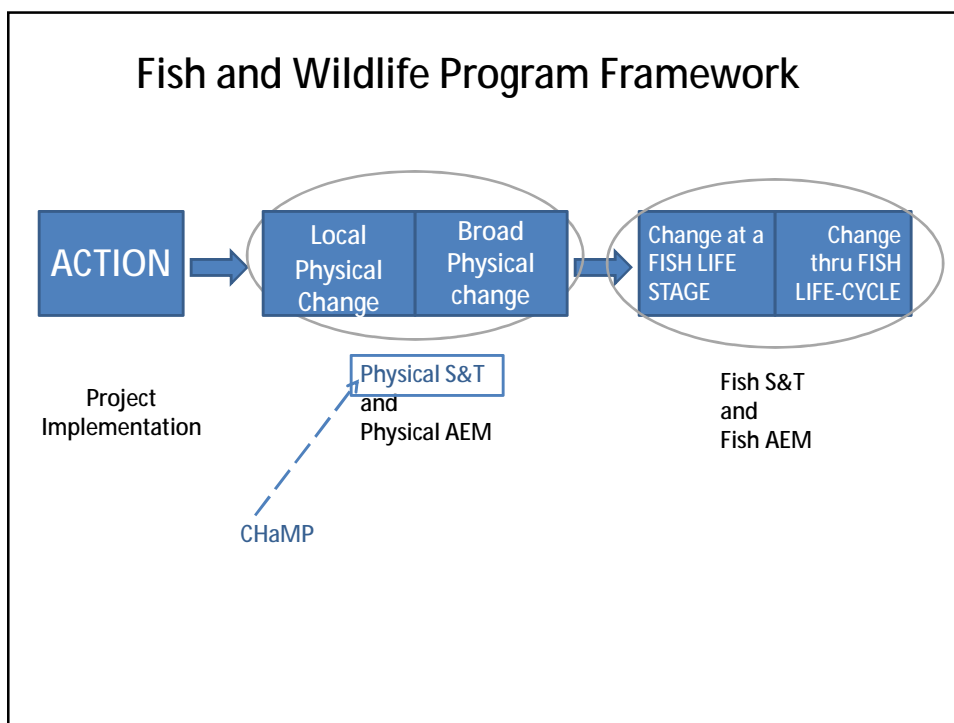 Fish and Wildlife Program Framework
ACTION
Local
Physical
Change
Broad
Physical
change
Change at a
FISH LIFE
STAGE
Change
thru FISH
LIFE-CYCLE
Project
Implementation
Physical S&T
and
Physical AEM
Fish S&T
and
Fish AEM
CHaMP